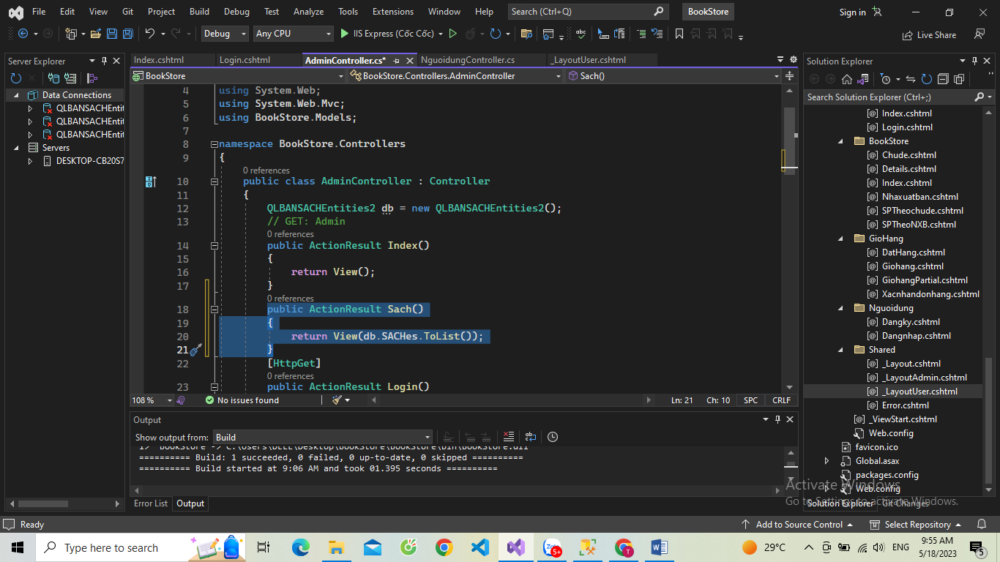 File Edit View Git Project Build Debug Test Analyze Tools Extensions Window Help Search (Ctrl+Q) BookStore Sign in
Debug Any CPU IIS Express (Cốc Cốc) Live Share
Server Explorer
Data Connections
QLBANSACHEntit
QLBANSACHEntit
QLBANSACHEntit
Servers
DESKTOP-CB20S7
Index.cshtml Login.cshtml AdminController.cs* NguoidungController.cs _LayoutUser.cshtml
BookStore BookStore.Controllers.AdminController Sach()
4 using System.Web;
5 using System.Web.Mvc;
6 using BookStore.Models;
7
8 namespace BookStore.Controllers
9 {
0 references
10 public class AdminController : Controller
11 {
12 QLBANSACHEntities2 db = new QLBANSACHEntities2();
13 // GET: Admin
0 references
14 public ActionResult Index()
15 {
16 return View();
17 }
0 references
18 public ActionResult Sach()
19 {
20 return View(db.SACHes.ToList());
21 }
22 [HttpGet]
0 references
23 public ActionResult Login()
108 % No issues found Ln: 21 Ch: 10 SPC CRLF
Output
Show output from: Build
1> BookStore -> C:\Users\DELL\Desktop\BookStore\BookStore\bin\BookStore.dll
========== Build: 1 succeeded, 0 failed, 0 up-to-date, 0 skipped ==========
========== Build started at 9:06 AM and took 01.395 seconds ==========
Error List Output
Solution Explorer
Search Solution Explorer (Ctrl+;)
Index.cshtml
Login.cshtml
BookStore
Chude.cshtml
Details.cshtml
Index.cshtml
Nhaxuatban.cshtml
SPTheochude.cshtml
SPTheoNXB.cshtml
GioHang
DatHang.cshtml
Giohang.cshtml
GiohangPartial.cshtml
Xacnhandonhang.cshtml
Nguoidung
Dangky.cshtml
Dangnhap.cshtml
Shared
_Layout.cshtml
_LayoutAdmin.cshtml
_LayoutUser.cshtml
Error.cshtml
_ViewStart.cshtml
Web.config
favicon.ico
Global.asax
packages.config
Web.config
Solution Explorer Git Changes
Activate Windows
Go to Settings to activate Windows.
Ready Add to Source Control Select Repository
Type here to search 5+ T 29°C ENG 9:55 AM
5/18/2023 5